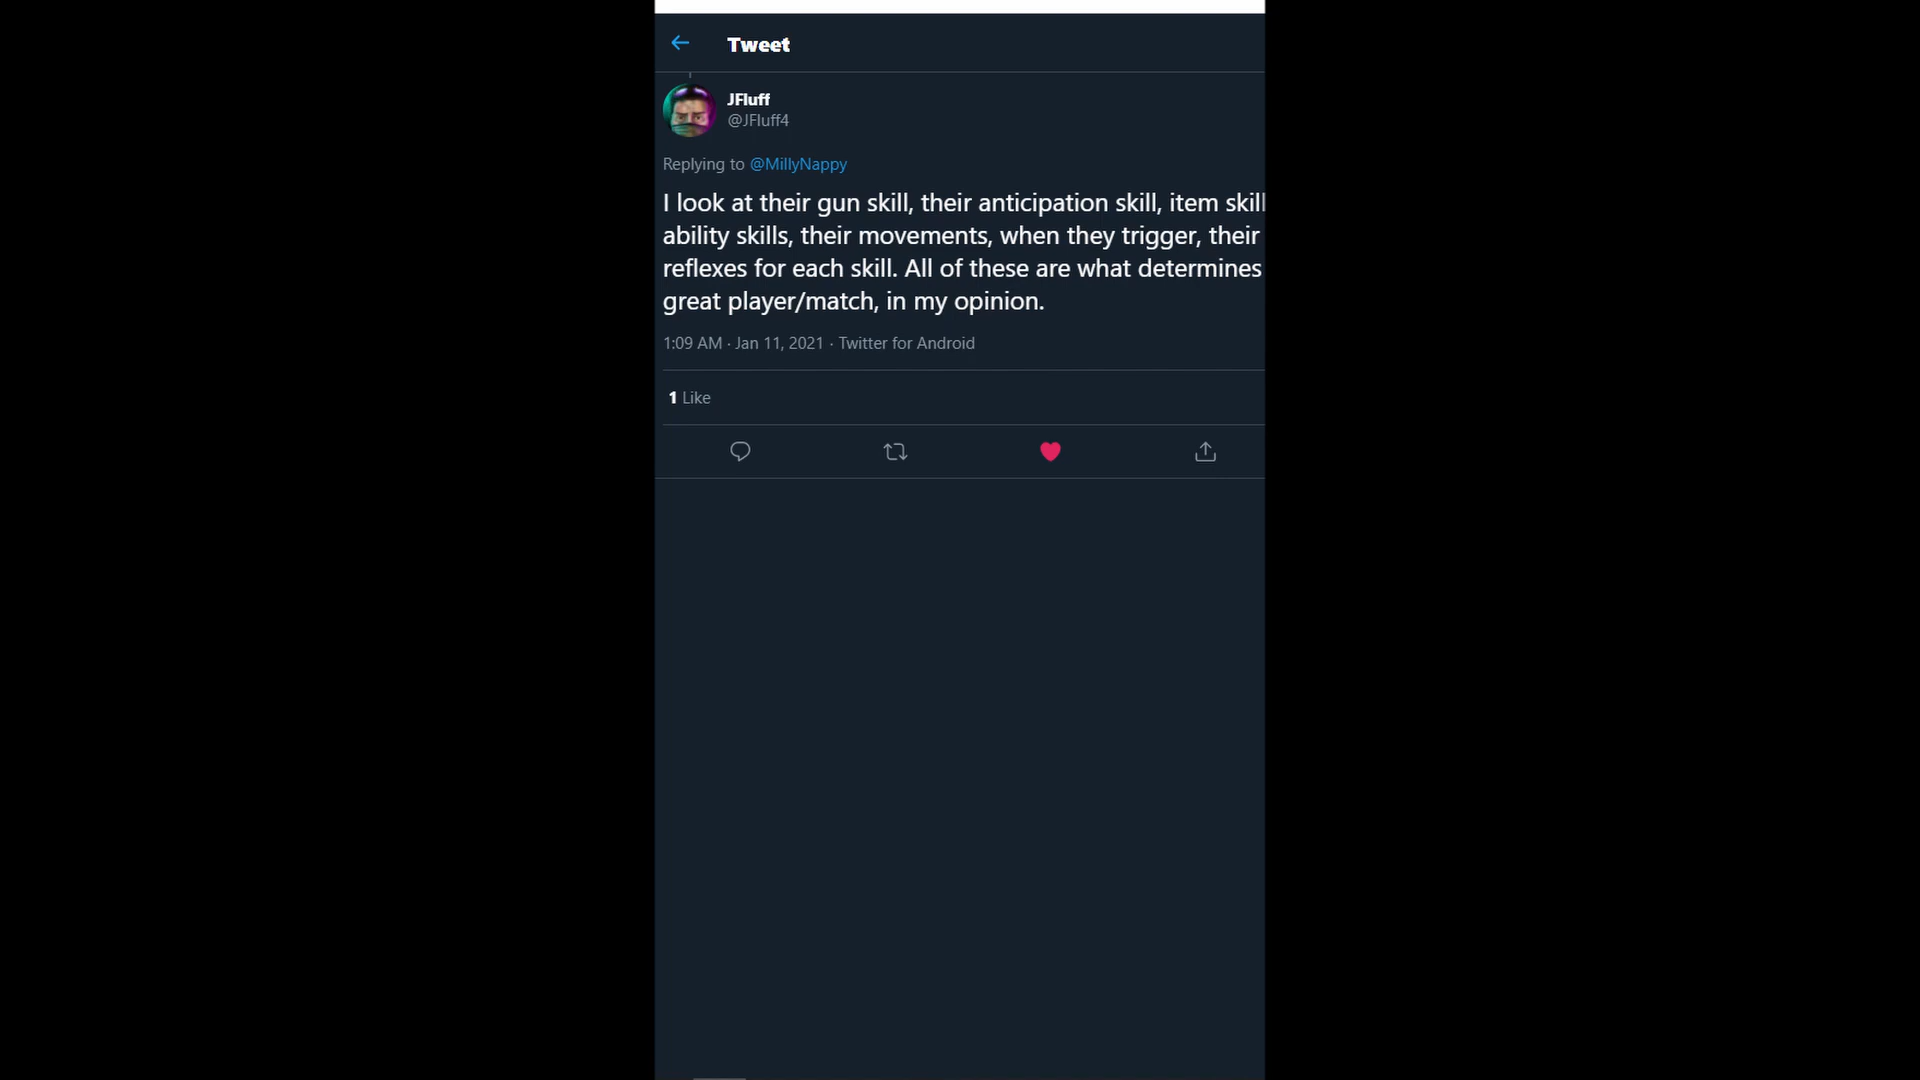 Tweet
JFluff
@JFluff4
Replying to @MillyNappy
I look at their gun skill, their anticipation skill, item skill
ability skills, their movements, when they trigger, their
reflexes for each skill. All of these are what determines
great player/match, in my opinion.
1:09 AM · Jan 11, 2021 · Twitter for Android
1 Like